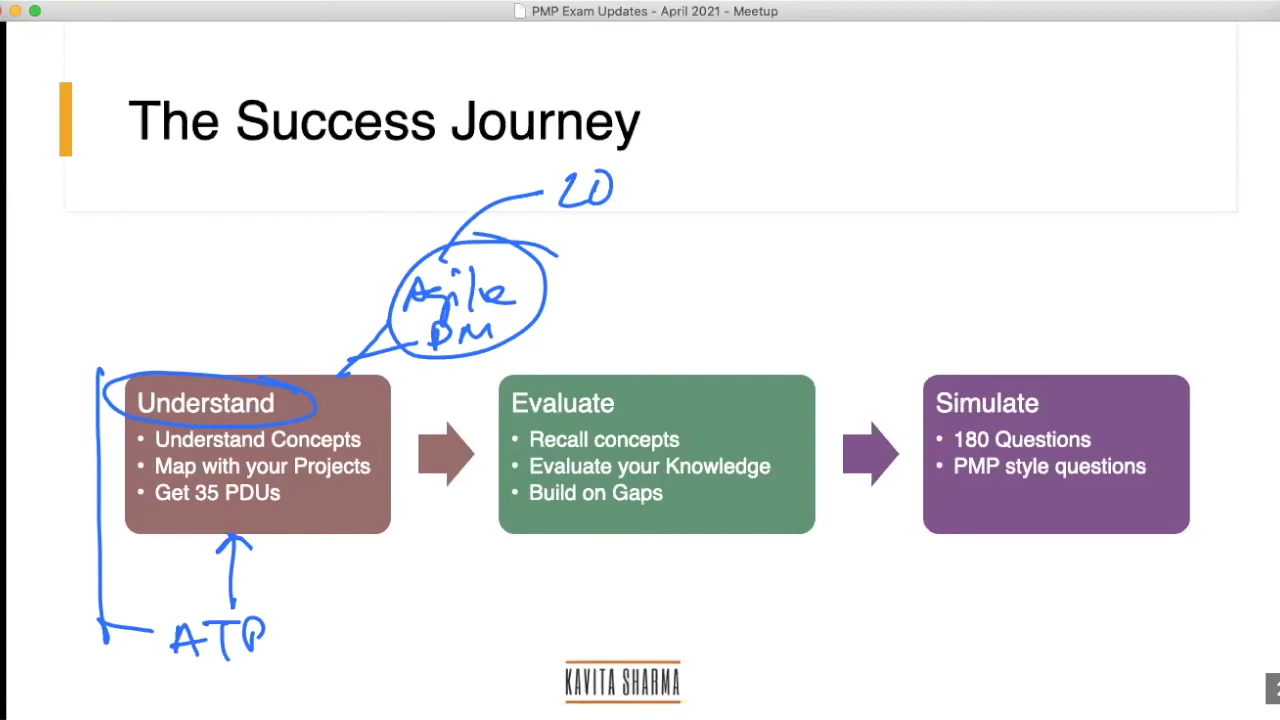 PMP Exam Updates - April 2021 - Meetup
The Success Journey
20
Agile
PM
Understand
• Understand Concepts
• Map with your Projects
• Get 35 PDUs
Evaluate
• Recall concepts
• Evaluate your Knowledge
• Build on Gaps
Simulate
• 180 Questions
• PMP style questions
ATP
KAVITA SHARMA